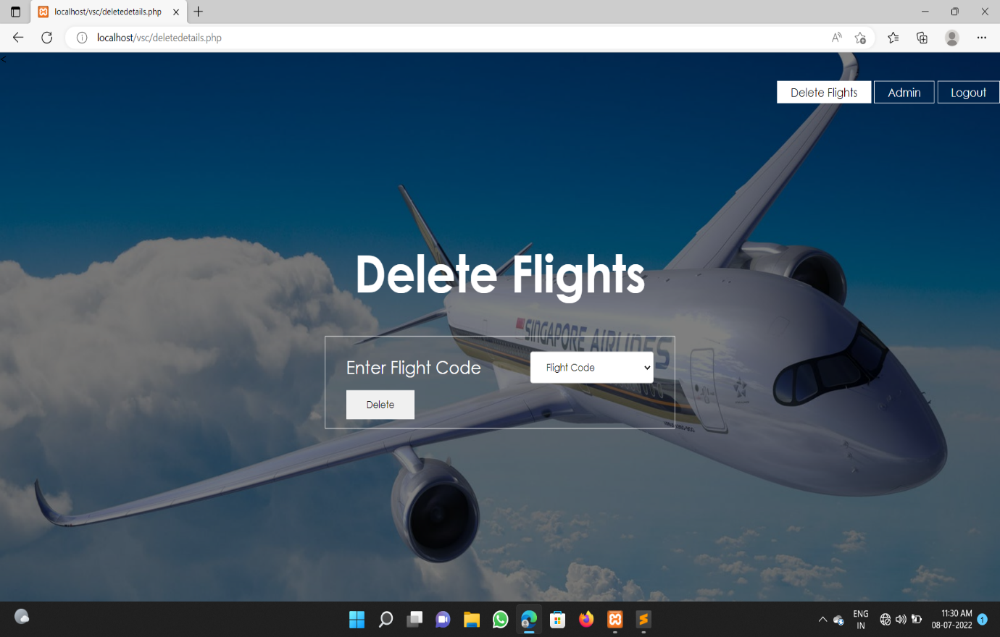 localhost/vsc/deletedetails.php
localhost/vsc/deletedetails.php
<
Delete Flights
Admin
Logout
Delete Flights
SINGAPORE AIRLINES
Enter Flight Code
Flight Code
Delete
ENG
IN
11:30 AM
08-07-2022
1